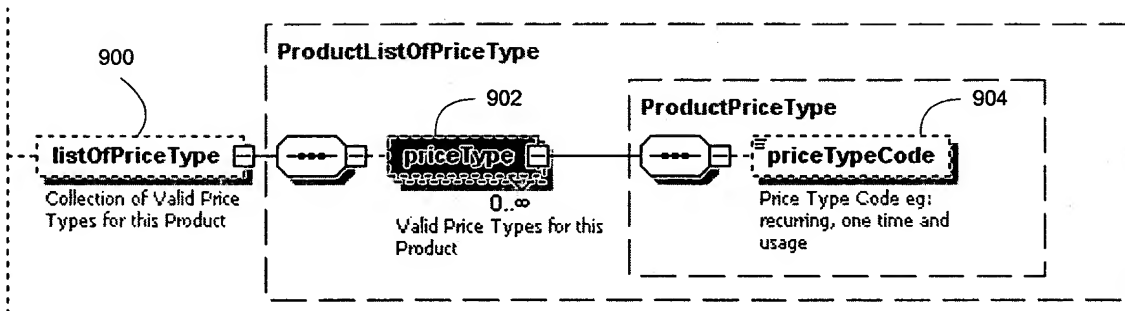 900
ProductListOfPriceType
902
ProductPriceType
904
listOfPriceType
priceType
priceTypeCode
Collection of Valid Price
Types for this Product
0..∞
Valid Price Types for this
Product
Price Type Code eg:
recurring, one time and
usage